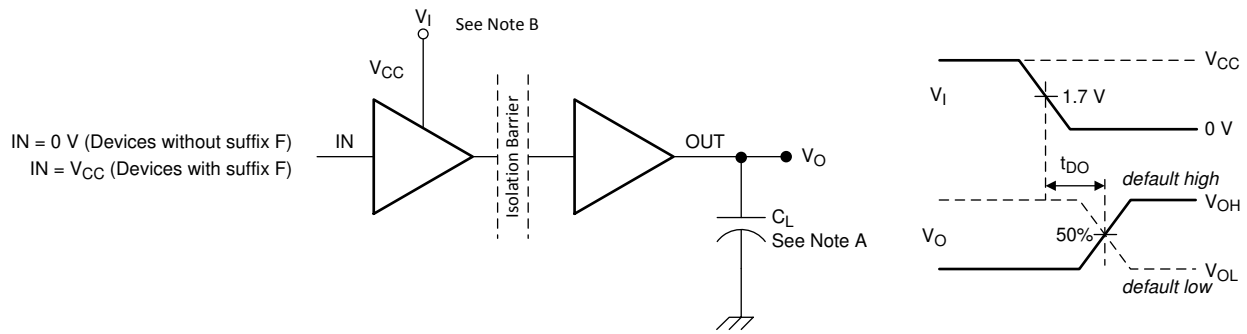 V_I
See Note B
V_CC
Isolation Barrier
IN = 0 V (Devices without suffix F)
IN = V_CC (Devices with suffix F)
IN
OUT
V_O
C_L
See Note A
V_I
V_CC
1.7 V
0 V
t_DO
default high
V_OH
V_O
50%
V_OL
default low